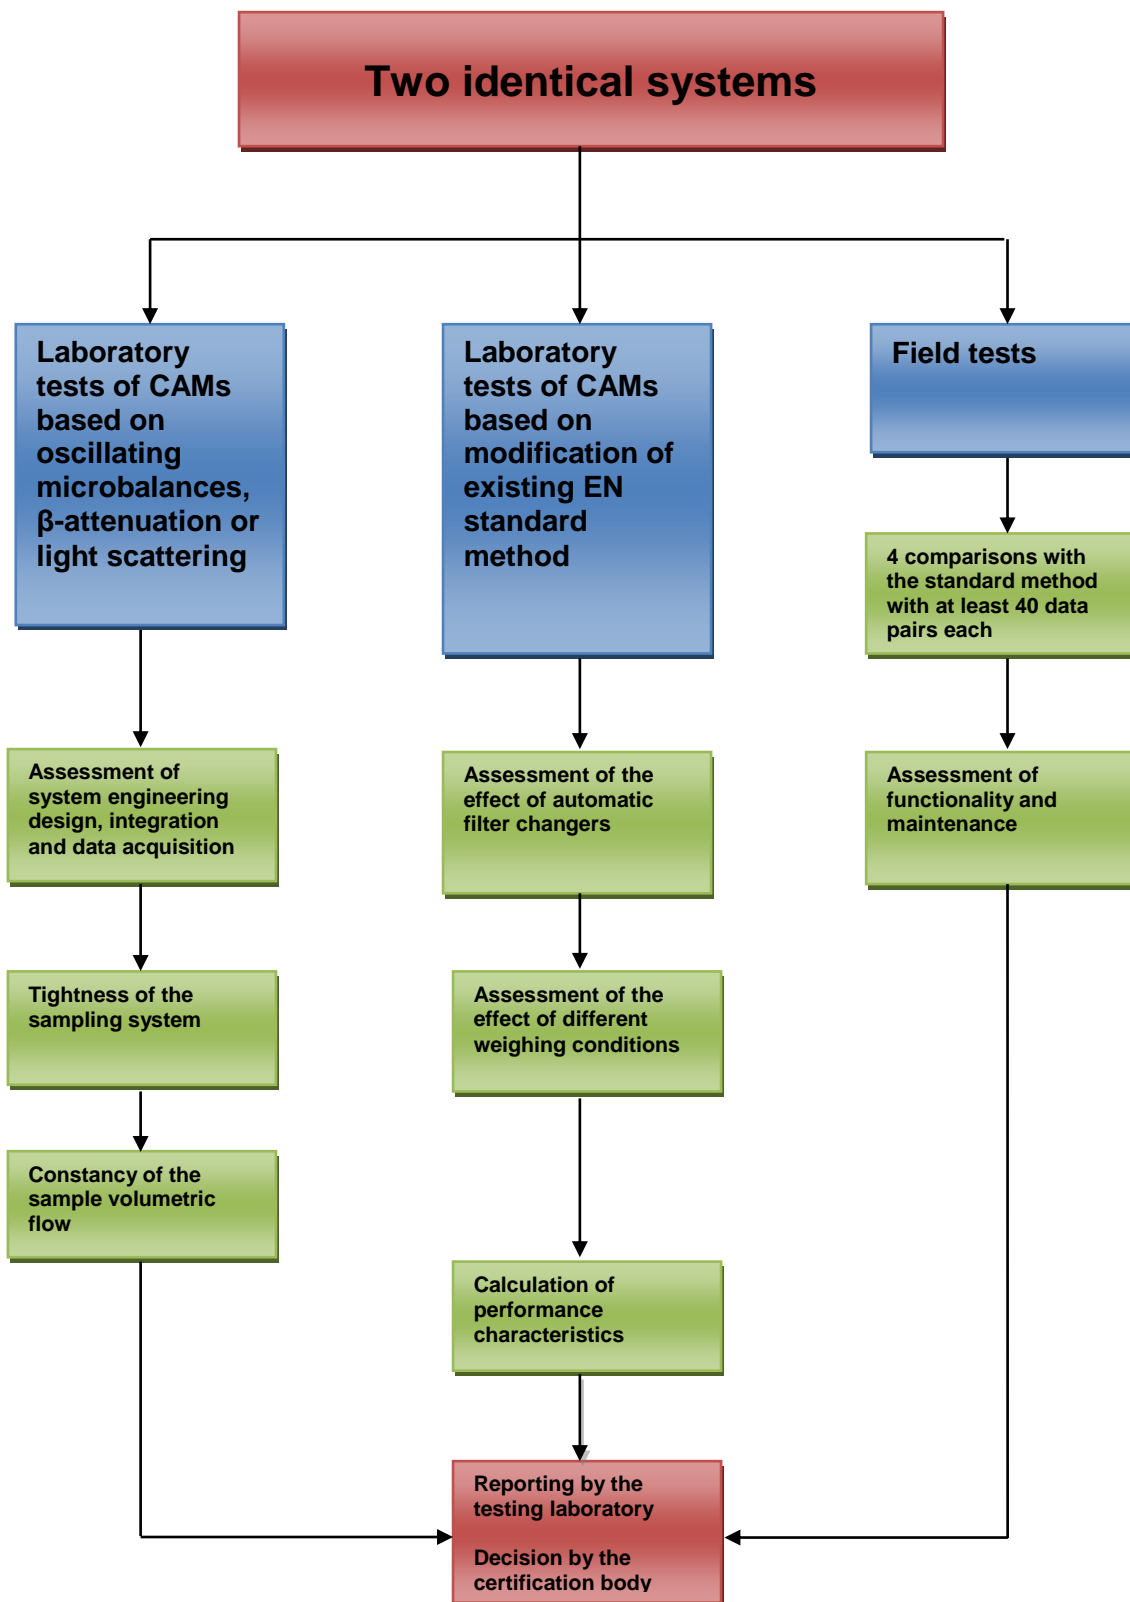 Two identical systems
Laboratory
tests of CAMs
based on
oscillating
microbalances,
β-attenuation or
light scattering
Laboratory
tests of CAMs
based on
modification of
existing EN
standard
method
Field tests
4 comparisons with
the standard method
with at least 40 data
pairs each
Assessment of
system engineering
design, integration
and data acquisition
Assessment of the
effect of automatic
filter changers
Assessment of
functionality and
maintenance
Tightness of the
sampling system
Assessment of the
effect of different
weighing conditions
Constancy of the
sample volumetric
flow
Calculation of
performance
characteristics
Reporting by the
testing laboratory
Decision by the
certification body